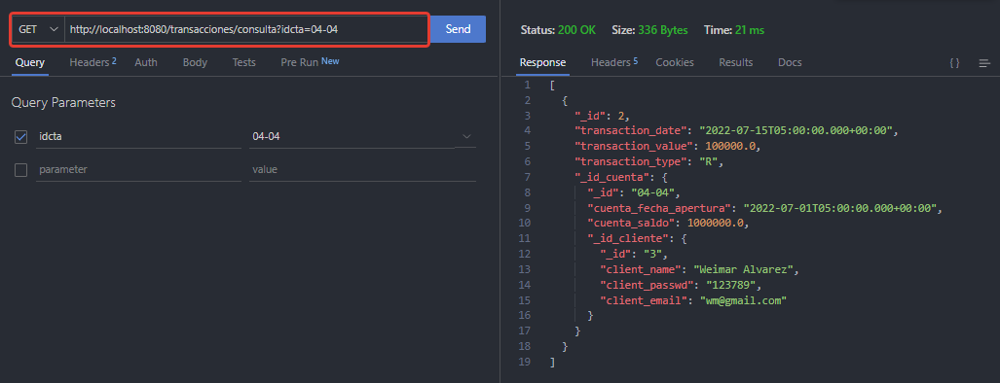 GET http://localhost:8080/transacciones/consulta?idcta=04-04 Send
Query Headers 2 Auth Body Tests Pre Run New
Query Parameters
idcta 04-04
parameter value
Status: 200 OK Size: 336 Bytes Time: 21 ms
Response Headers 5 Cookies Results Docs { }
1 [
2 {
3 "_id": 2,
4 "transaction_date": "2022-07-15T05:00:00.000+00:00",
5 "transaction_value": 100000.0,
6 "transaction_type": "R",
7 "_id_cuenta": {
8 "_id": "04-04",
9 "cuenta_fecha_apertura": "2022-07-01T05:00:00.000+00:00",
10 "cuenta_saldo": 1000000.0,
11 "_id_cliente": {
12 "_id": "3",
13 "client_name": "Weimar Alvarez",
14 "client_passwd": "123789",
15 "client_email": "wm@gmail.com"
16 }
17 }
18 }
19 ]